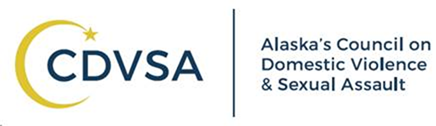 CDVSA
Alaska's Council on
Domestic Violence
& Sexual Assault